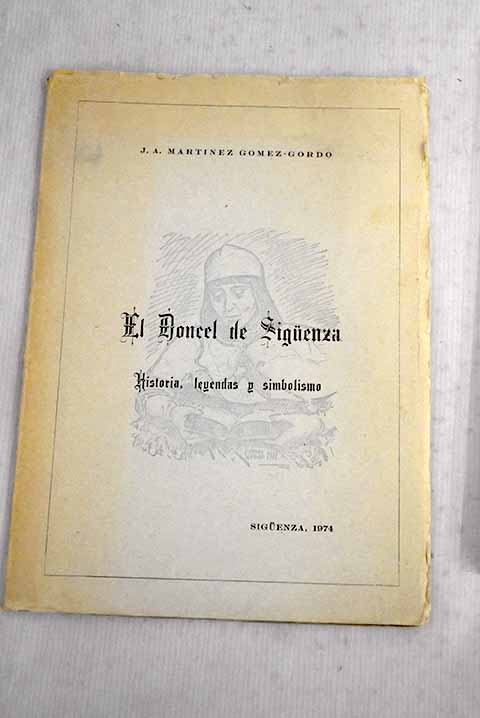 J. A. MARTINEZ GOMEZ-GORDO
El Doncel de Sigüenza
Historia, leyendas y simbolismo
SIGÜENZA, 1974